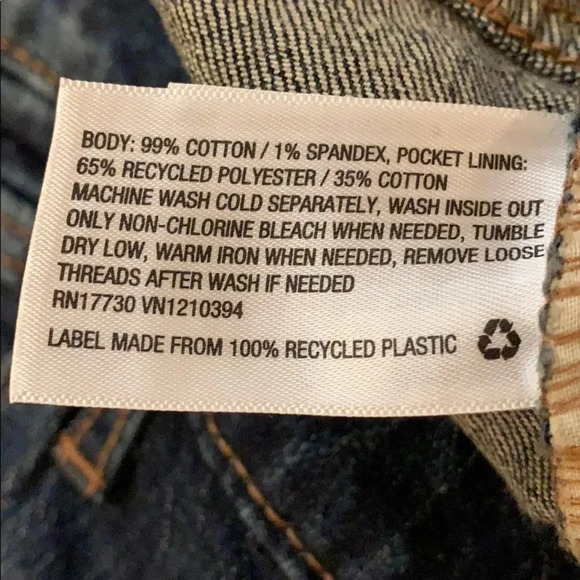 BODY: 99% COTTON / 1% SPANDEX, POCKET LINING:
65% RECYCLED POLYESTER / 35% COTTON
MACHINE WASH COLD SEPARATELY, WASH INSIDE OUT
ONLY NON-CHLORINE BLEACH WHEN NEEDED, TUMBLE
DRY LOW, WARM IRON WHEN NEEDED, REMOVE LOOSE
THREADS AFTER WASH IF NEEDED
RN17730 VN1210394
LABEL MADE FROM 100% RECYCLED PLASTIC